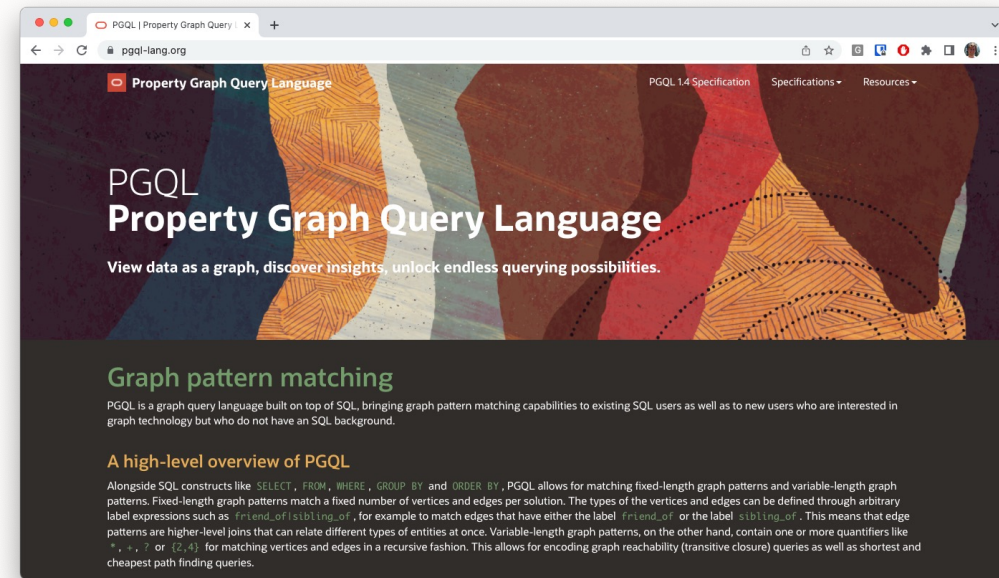 PGQL | Property Graph Query L
pgql-lang.org
Property Graph Query Language
PGQL 1.4 Specification
Specifications
Resources
PGQL
Property Graph Query Language
View data as a graph, discover insights, unlock endless querying possibilities.
Graph pattern matching
PGQL is a graph query language built on top of SQL, bringing graph pattern matching capabilities to existing SQL users as well as to new users who are interested in
graph technology but who do not have an SQL background.
A high-level overview of PGQL
Alongside SQL constructs like SELECT, FROM, WHERE, GROUP BY and ORDER BY, PGQL allows for matching fixed-length graph patterns and variable-length graph
patterns. Fixed-length graph patterns match a fixed number of vertices and edges per solution. The types of the vertices and edges can be defined through arbitrary
label expressions such as friend_of|sibling_of, for example to match edges that have either the label friend_of or the label sibling_of. This means that edge
patterns are higher-level joins that can relate different types of entities at once. Variable-length graph patterns, on the other hand, contain one or more quantifiers like
*, +, ? or {2,4} for matching vertices and edges in a recursive fashion. This allows for encoding graph reachability (transitive closure) queries as well as shortest and
cheapest path finding queries.